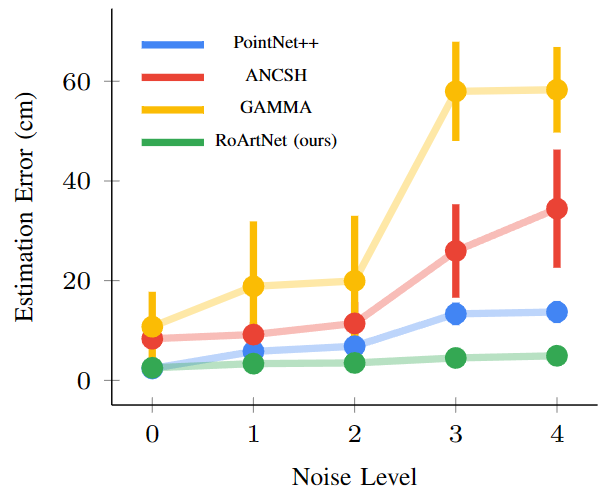 PointNet++
ANCSH
GAMMA
RoArtNet (ours)
Estimation Error (cm)
60
40
20
0
0 1 2 3 4
Noise Level